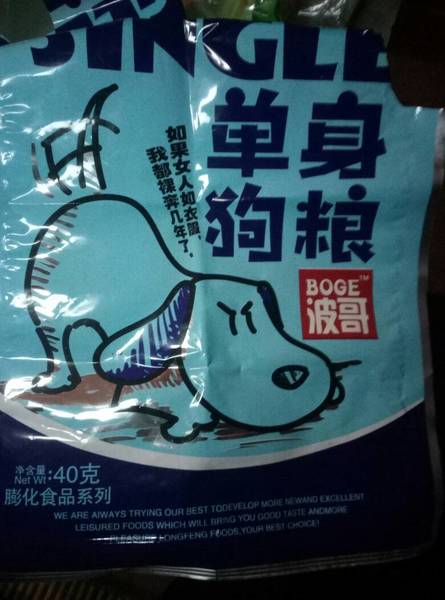 SINGLE
单身
狗粮
如果女人如衣服,
我都裸奔几年了.
BOGE™
波哥
净含量:40克
Net Wt
膨化食品系列
WE ARE AIWAYS TRYING OUR BEST TODEVELOP MORE NEWAND EXCELLENT
LEISURED FOODS WHICH WILL BRING YOU GOOD TASTE ANDMORE
PLEASURE LONGFENG FOODS,YOUR BEST CHOICE!